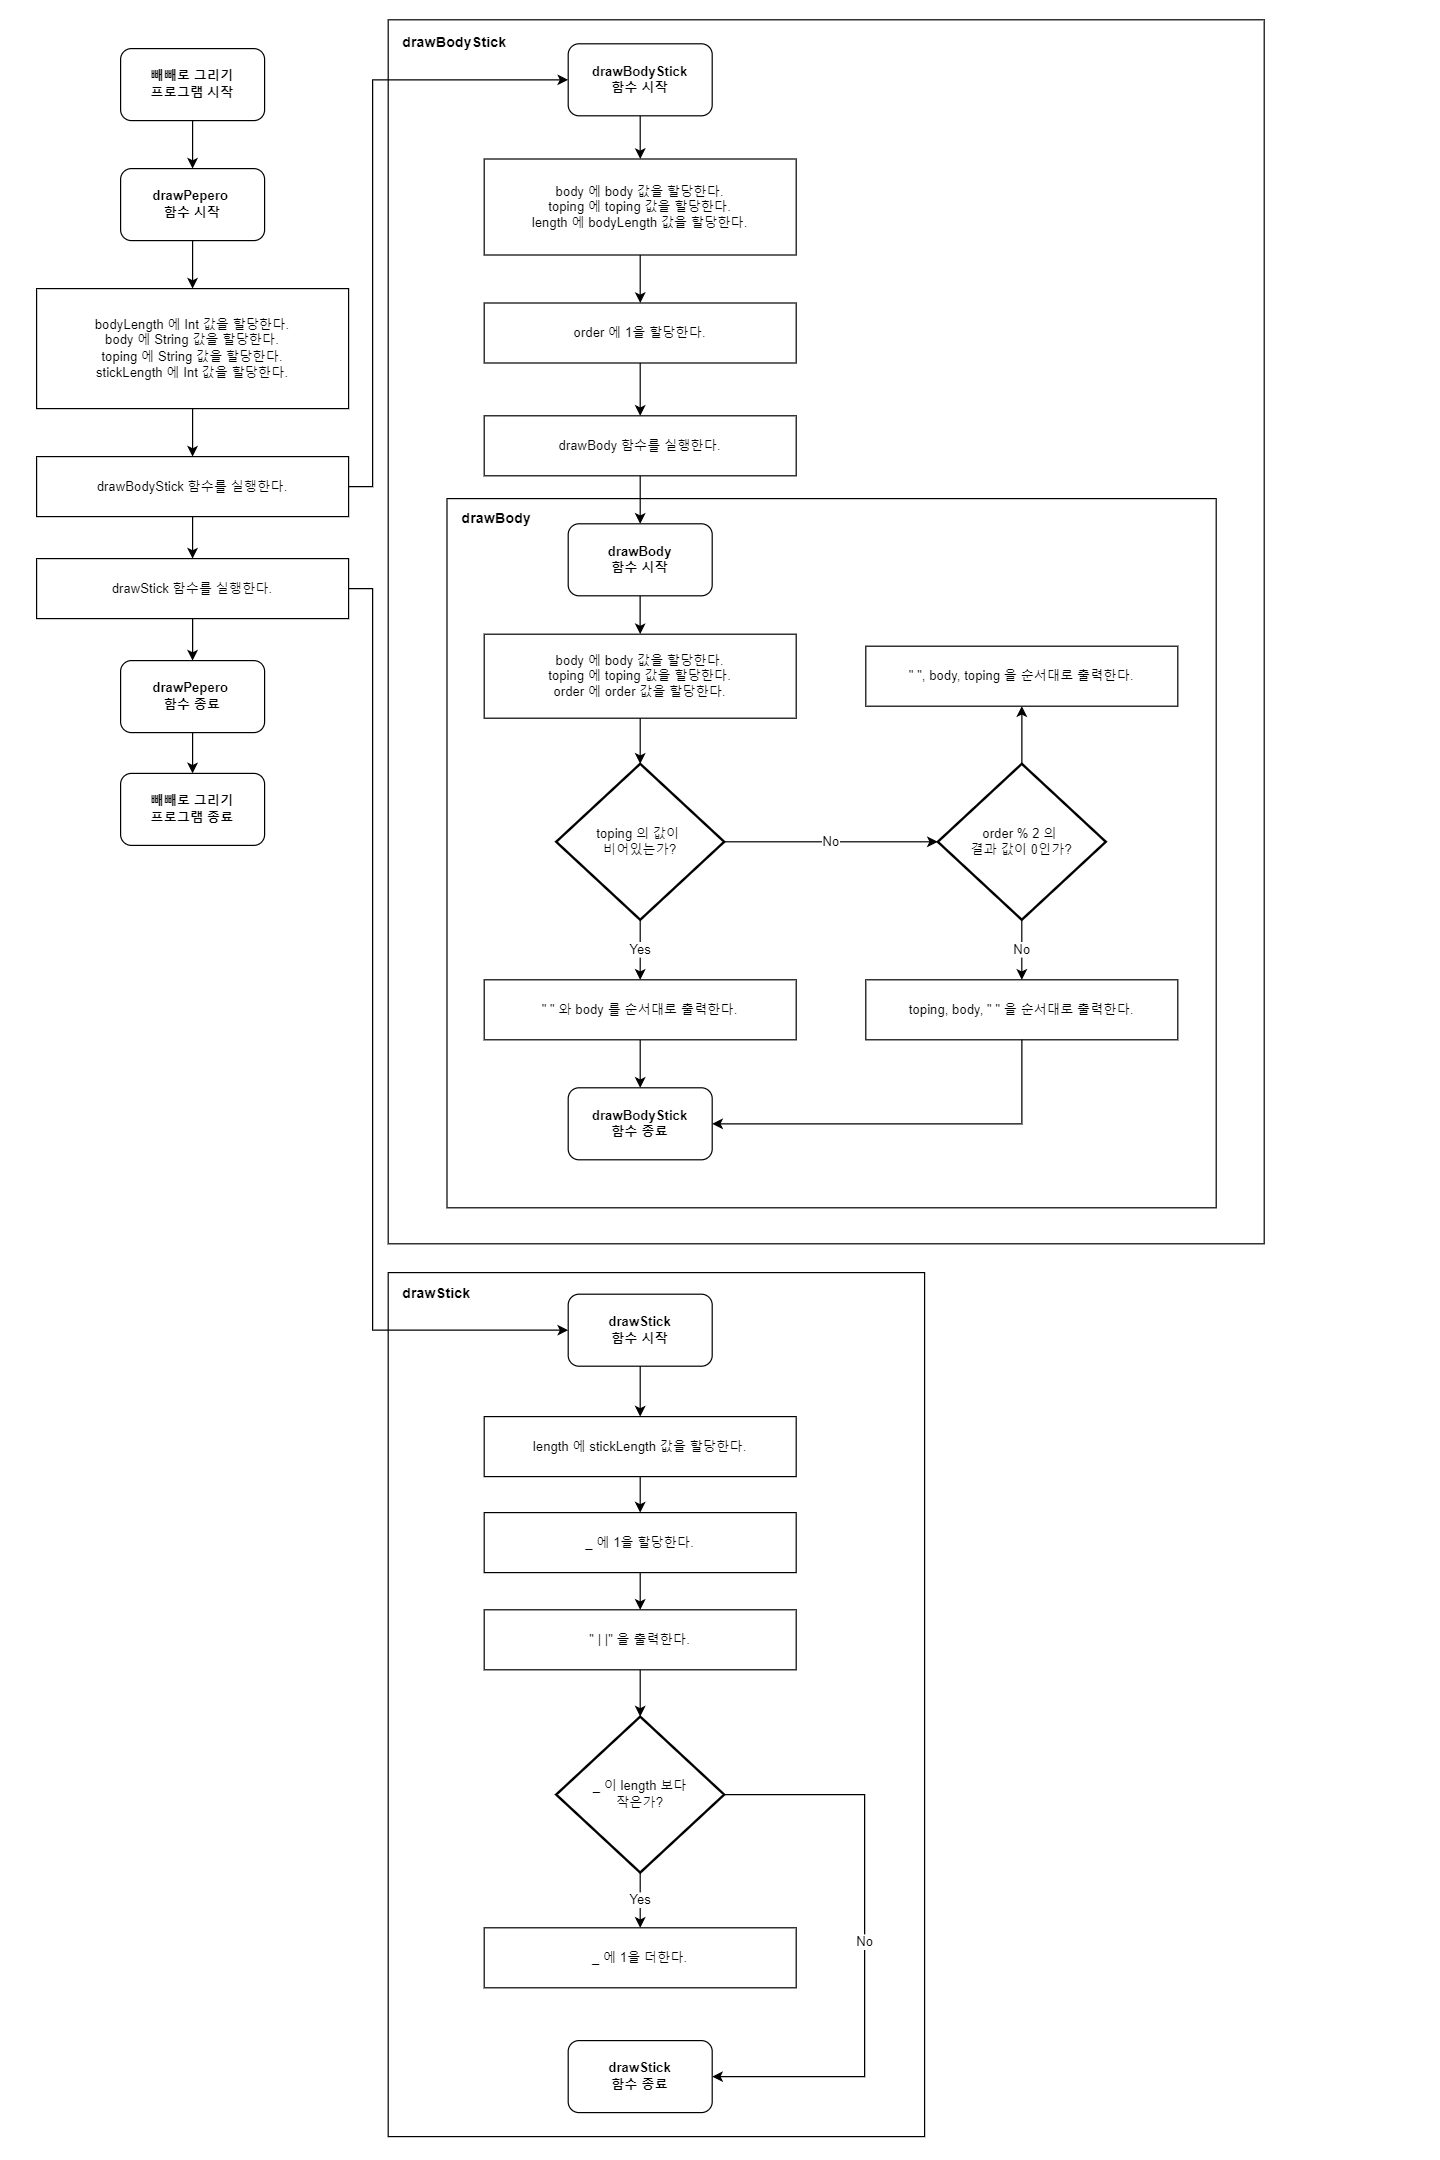 빼빼로 그리기
프로그램 시작
drawPepero
함수 시작
bodyLength 에 Int 값을 할당한다.
body 에 String 값을 할당한다.
toping 에 String 값을 할당한다.
stickLength 에 Int 값을 할당한다.
drawBodyStick 함수를 실행한다.
drawStick 함수를 실행한다.
drawPepero
함수 종료
빼빼로 그리기
프로그램 종료
drawBodyStick
drawBodyStick
함수 시작
body 에 body 값을 할당한다.
toping 에 toping 값을 할당한다.
length 에 bodyLength 값을 할당한다.
order 에 1을 할당한다.
drawBody 함수를 실행한다.
drawBody
drawBody
함수 시작
body 에 body 값을 할당한다.
toping 에 toping 값을 할당한다.
order 에 order 값을 할당한다.
" ", body, toping 을 순서대로 출력한다.
toping 의 값이
비어있는가?
No
order % 2 의
결과 값이 0인가?
Yes
No
" " 와 body 를 순서대로 출력한다.
toping, body, " " 을 순서대로 출력한다.
drawBodyStick
함수 종료
drawStick
drawStick
함수 시작
length 에 stickLength 값을 할당한다.
_ 에 1을 할당한다.
" | |" 을 출력한다.
_ 이 length 보다
작은가?
Yes
No
_ 에 1을 더한다.
drawStick
함수 종료